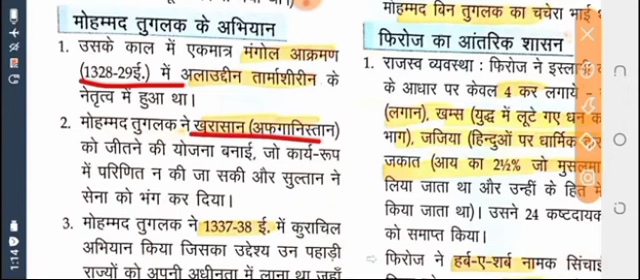 मोहम्मद तुगलक के अभियान
1. उसके काल में एकमात्र मंगोल आक्रमण
(1328-29ई.) में अलाउद्दीन तार्माशीरीन के
नेतृत्व में हुआ था।
2. मोहम्मद तुगलक ने खुरासान (अफगानिस्तान)
को जीतने की योजना बनाई, जो कार्य-रूप
में परिणित न की जा सकी और सुल्तान ने
सेना को भंग कर दिया।
3. मोहम्मद तुगलक ने 1337-38 ई. में कुराचिल
अभियान किया जिसका उद्देश्य उन पहाड़ी
राज्यों को अपनी अधीनता में लाना था जहाँ
मोहम्मद बिन तुगलक का चचेरा भाई
फिरोज का आंतरिक शासन
1. राजस्व व्यवस्था : फिरोज ने इस्लामी
के आधार पर केवल 4 कर लगाये -
(लगान), खम्स (युद्ध में लूटे गए धन
भाग), जजिया (हिन्दुओं पर धार्मिक
जकात (आय का 2½% जो
लिया जाता था और उन्हीं के हित
किया जाता था)। उसने 24 कष्टदायक
को समाप्त किया।
⇨ फिरोज ने हर्ब-ए-शर्ब नामक
1:14